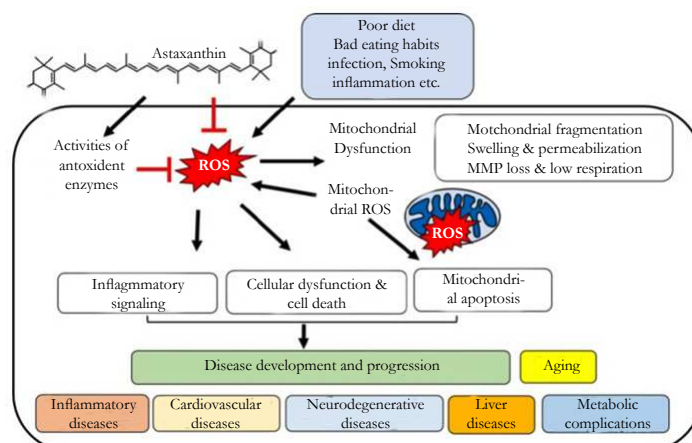 Astaxanthin
Poor diet
Bad eating habits
infection, Smoking
inflammation etc.
Activities of
antoxident
enzymes
ROS
Mitochondrial
Dysfunction
Motchondrial fragmentation
Swelling & permeabilization
MMP loss & low respiration
Mitochon-
drial ROS
ROS
Inflagmmatory
signaling
Cellular dysfunction &
cell death
Mitochondri-
al apoptosis
Disease development and progression
Aging
Inflammatory
diseases
Cardiovascular
diseases
Neurodegenerative
diseases
Liver
diseases
Metabolic
complications